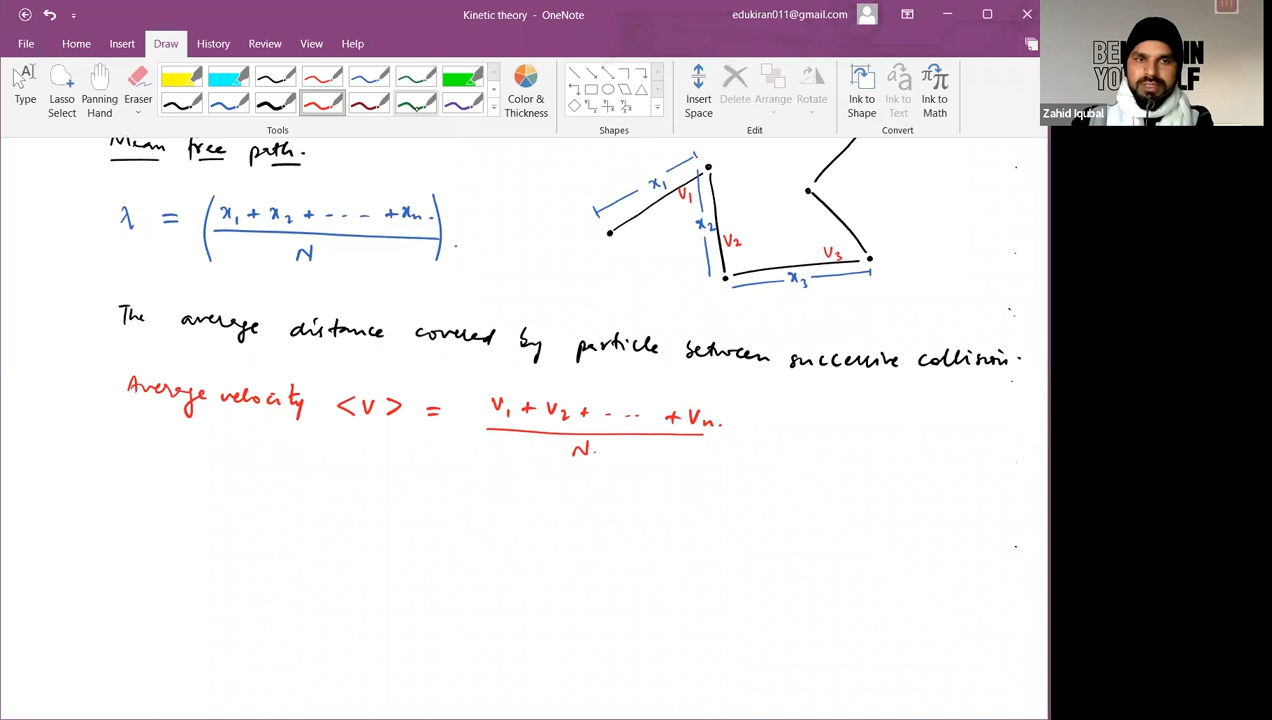 Kinetic theory - OneNote
edukiran011@gmail.com
File Home Insert Draw History Review View Help
Type
Lasso Select
Panning Hand
Eraser
Color & Thickness
Insert Space
Delete
Arrange
Rotate
Ink to Shape
Ink to Text
Ink to Math
Tools
Shapes
Edit
Convert
Zahid Iqubal
Mean free path.
λ = (x₁ + x₂ + - - - - + xₙ.) / N
x₁
v₁
x₂
v₂
v₃
x₃
The average distance covered by particle between successive collision.
Average velocity <v> = v₁ + v₂ + - - - - + vₙ. / N.